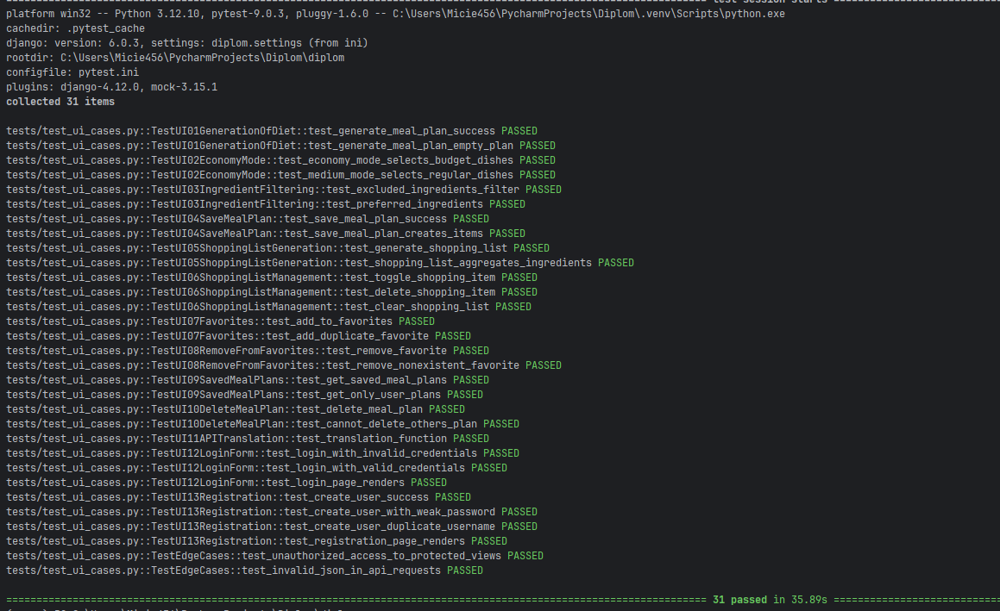 test session starts
platform win32 -- Python 3.12.10, pytest-9.0.3, pluggy-1.6.0 -- C:\Users\Micie456\PycharmProjects\Diplom\.venv\Scripts\python.exe
cachedir: .pytest_cache
django: version: 6.0.3, settings: diplom.settings (from ini)
rootdir: C:\Users\Micie456\PycharmProjects\Diplom\diplom
configfile: pytest.ini
plugins: django-4.12.0, mock-3.15.1
collected 31 items
tests/test_ui_cases.py::TestUI01GenerationOfDiet::test_generate_meal_plan_success PASSED
tests/test_ui_cases.py::TestUI01GenerationOfDiet::test_generate_meal_plan_empty_plan PASSED
tests/test_ui_cases.py::TestUI02EconomyMode::test_economy_mode_selects_budget_dishes PASSED
tests/test_ui_cases.py::TestUI02EconomyMode::test_medium_mode_selects_regular_dishes PASSED
tests/test_ui_cases.py::TestUI03IngredientFiltering::test_excluded_ingredients_filter PASSED
tests/test_ui_cases.py::TestUI03IngredientFiltering::test_preferred_ingredients PASSED
tests/test_ui_cases.py::TestUI04SaveMealPlan::test_save_meal_plan_success PASSED
tests/test_ui_cases.py::TestUI04SaveMealPlan::test_save_meal_plan_creates_items PASSED
tests/test_ui_cases.py::TestUI05ShoppingListGeneration::test_generate_shopping_list PASSED
tests/test_ui_cases.py::TestUI05ShoppingListGeneration::test_shopping_list_aggregates_ingredients PASSED
tests/test_ui_cases.py::TestUI06ShoppingListManagement::test_toggle_shopping_item PASSED
tests/test_ui_cases.py::TestUI06ShoppingListManagement::test_delete_shopping_item PASSED
tests/test_ui_cases.py::TestUI06ShoppingListManagement::test_clear_shopping_list PASSED
tests/test_ui_cases.py::TestUI07Favorites::test_add_to_favorites PASSED
tests/test_ui_cases.py::TestUI07Favorites::test_add_duplicate_favorite PASSED
tests/test_ui_cases.py::TestUI08RemoveFromFavorites::test_remove_favorite PASSED
tests/test_ui_cases.py::TestUI08RemoveFromFavorites::test_remove_nonexistent_favorite PASSED
tests/test_ui_cases.py::TestUI09SavedMealPlans::test_get_saved_meal_plans PASSED
tests/test_ui_cases.py::TestUI09SavedMealPlans::test_get_only_user_plans PASSED
tests/test_ui_cases.py::TestUI10DeleteMealPlan::test_delete_meal_plan PASSED
tests/test_ui_cases.py::TestUI10DeleteMealPlan::test_cannot_delete_others_plan PASSED
tests/test_ui_cases.py::TestUI11APITranslation::test_translation_function PASSED
tests/test_ui_cases.py::TestUI12LoginForm::test_login_with_invalid_credentials PASSED
tests/test_ui_cases.py::TestUI12LoginForm::test_login_with_valid_credentials PASSED
tests/test_ui_cases.py::TestUI12LoginForm::test_login_page_renders PASSED
tests/test_ui_cases.py::TestUI13Registration::test_create_user_success PASSED
tests/test_ui_cases.py::TestUI13Registration::test_create_user_with_weak_password PASSED
tests/test_ui_cases.py::TestUI13Registration::test_create_user_duplicate_username PASSED
tests/test_ui_cases.py::TestUI13Registration::test_registration_page_renders PASSED
tests/test_ui_cases.py::TestEdgeCases::test_unauthorized_access_to_protected_views PASSED
tests/test_ui_cases.py::TestEdgeCases::test_invalid_json_in_api_requests PASSED
31 passed in 35.89s